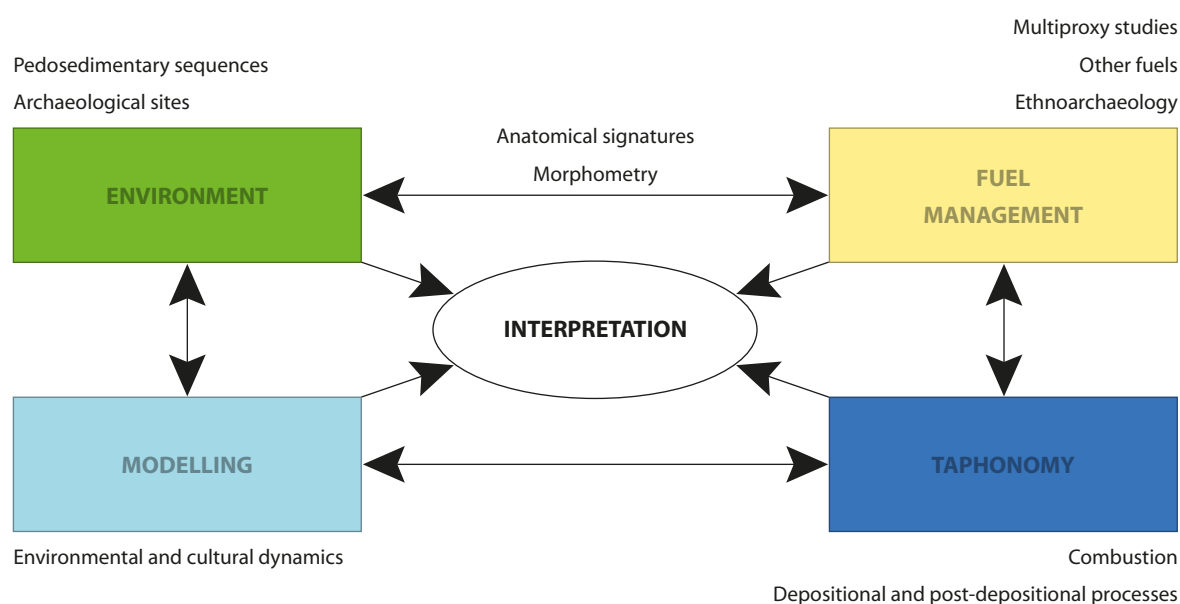 Multiproxy studies
Pedosedimentary sequences
Other fuels
Archaeological sites
Ethnoarchaeology
Anatomical signatures
Morphometry
ENVIRONMENT
FUEL
MANAGEMENT
INTERPRETATION
MODELLING
TAPHONOMY
Environmental and cultural dynamics
Combustion
Depositional and post-depositional processes